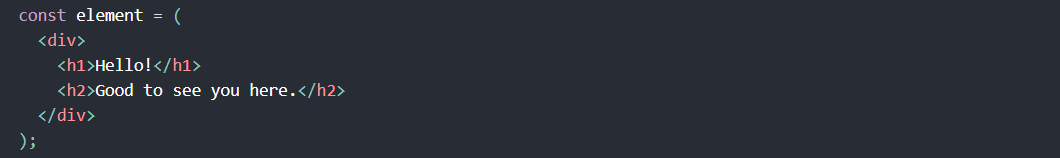 const element = (
  <div>
    <h1>Hello!</h1>
    <h2>Good to see you here.</h2>
  </div>
);